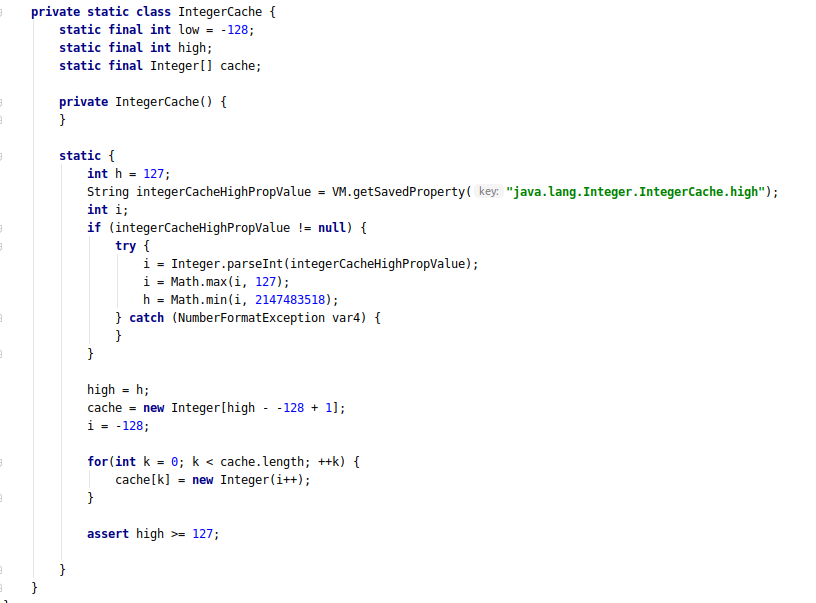 private static class IntegerCache {
    static final int low = -128;
    static final int high;
    static final Integer[] cache;

    private IntegerCache() {
    }

    static {
        int h = 127;
        String integerCacheHighPropValue = VM.getSavedProperty( key: "java.lang.Integer.IntegerCache.high");
        int i;
        if (integerCacheHighPropValue != null) {
            try {
                i = Integer.parseInt(integerCacheHighPropValue);
                i = Math.max(i, 127);
                h = Math.min(i, 2147483518);
            } catch (NumberFormatException var4) {
            }
        }

        high = h;
        cache = new Integer[high - -128 + 1];
        i = -128;

        for(int k = 0; k < cache.length; ++k) {
            cache[k] = new Integer(i++);
        }

        assert high >= 127;

    }
}